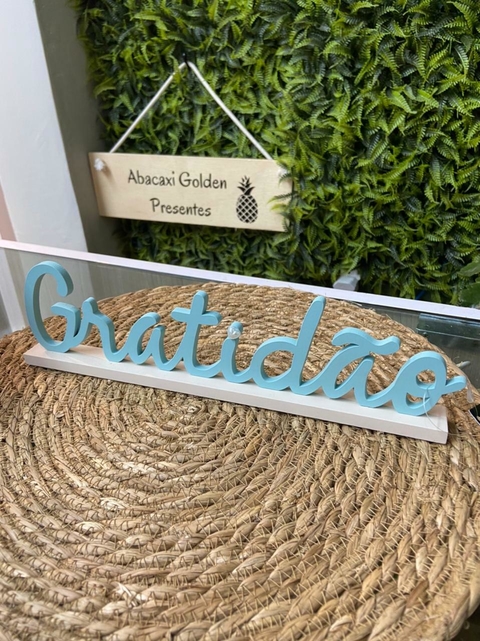 Abacaxi Golden
Presentes
Gratidão